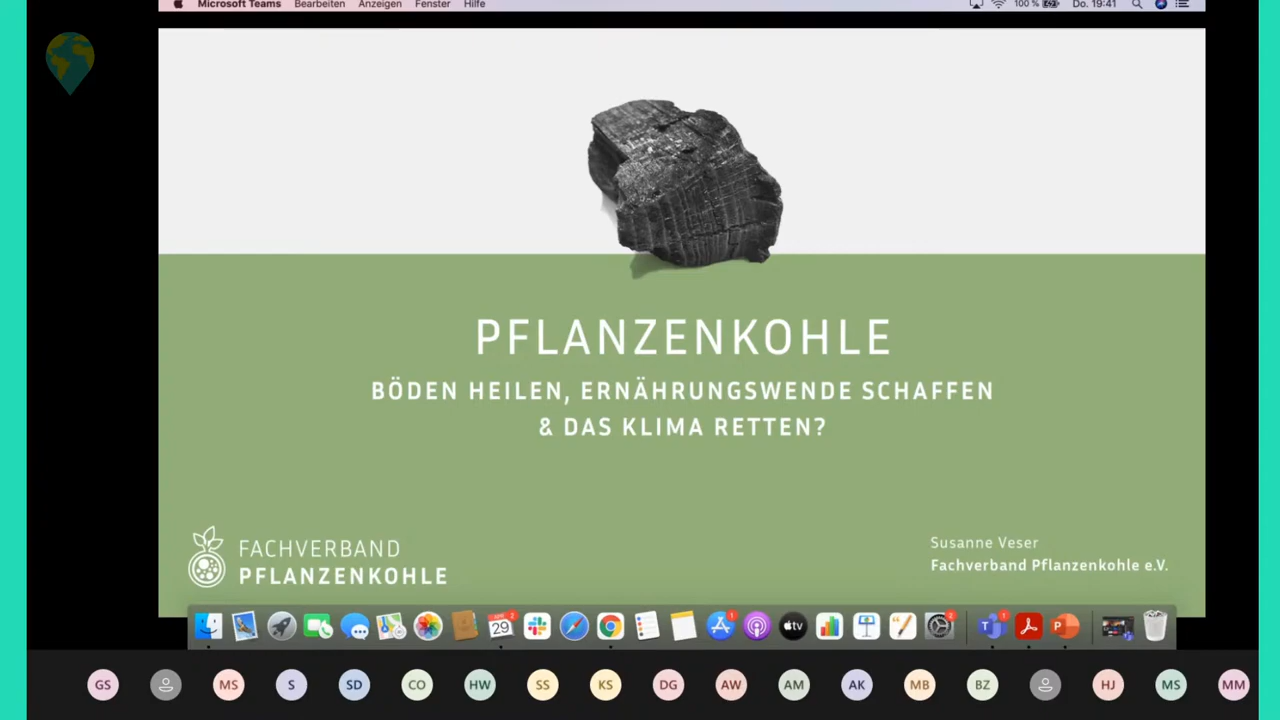 Microsoft Teams Bearbeiten Anzeigen Fenster Hilfe 100 % Do. 19:41
PFLANZENKOHLE
BÖDEN HEILEN, ERNÄHRUNGSWENDE SCHAFFEN
& DAS KLIMA RETTEN?
FACHVERBAND
PFLANZENKOHLE
Susanne Veser
Fachverband Pflanzenkohle e.V.
29
tv
P
GS MS S SD CO HW SS KS DG AW AM AK MB BZ HJ MS MM